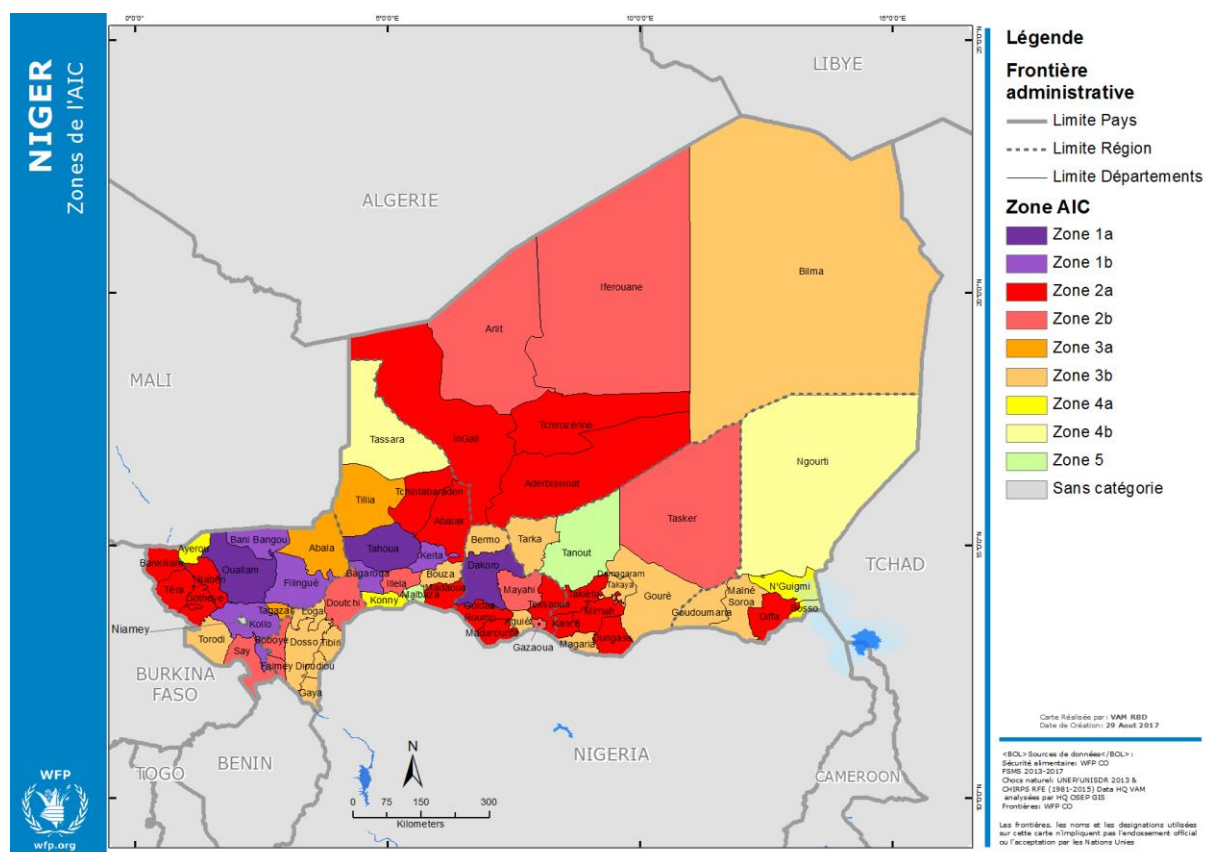 NIGER
Zones de l'AIC
WFP
wfp.org
0°0'0"
5°0'0"E
10°0'0"E
15°0'0"E
LIBYE
ALGERIE
MALI
BURKINA
FASO
BENIN
TOGO
NIGERIA
CAMEROON
TCHAD
Bilma
Iferouane
Arlit
Tchirozérine
InGall
Tassara
Aderbissinat
Ngourti
Tchintabaraden
Tillia
Abalak
Tasker
Tanout
Bermo
Tarka
Bani Bangou
Abala
Tahoua
Keita
Ayerou
Bankilaré
Ouallam
Filingué
Bagaroua
Illela
Bouza
Dakoro
Mayahi
Damagaram
Takaya
Gouré
Maïné
Soroa
N'Guigmi
Bosso
Diffa
Goudoumaria
Téra
Gothèye
Tagazar
Loga
Doutchi
Konny
Malbaza
Madaoua
Guidan
Roumji
Madarounfa
Aguié
Gazaoua
Tessaoua
Takeita
Mirriah
Kancé
Magaria
Dungass
Niamey
Kollo
Torodi
Say
Boboye
Dosso
Tibiri
Falmey
Dioudiou
Gaya
N
0 75 150 300
Kilometers
Légende
Frontière
administrative
Limite Pays
Limite Région
Limite Départements
Zone AIC
Zone 1a
Zone 1b
Zone 2a
Zone 2b
Zone 3a
Zone 3b
Zone 4a
Zone 4b
Zone 5
Sans catégorie
Carte Réalisée par: VAM RBD
Date de Création: 29 Aout 2017
<BOL>Sources de données</BOL>:
Sécurité alimentaire: WFP CO
FSMS 2013-2017
Chocs naturel: UNEP/UNISDR 2013 &
CHIRPS RFE (1981-2015) Data HQ VAM
analysées par HQ OSEP GIS
Frontières: WFP CO
Les frontières, les noms et les designations utilisées
sur cette carte n'impliquent pas l'endossement official
ou l'acceptation par les Nations Unies